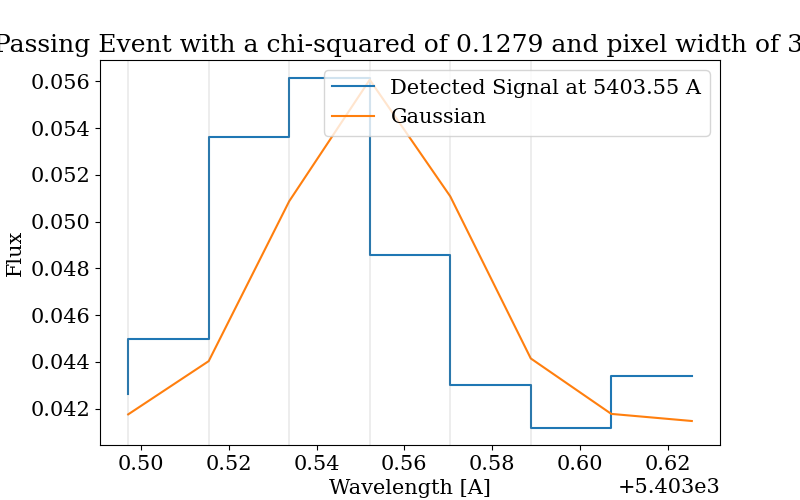 Passing Event with a chi-squared of 0.1279 and pixel width of 3
Detected Signal at 5403.55 A
Gaussian
0.056
0.054
0.052
0.050
0.048
0.046
0.044
0.042
Flux
0.50 0.52 0.54 0.56 0.58 0.60 0.62
+5.403e3
Wavelength [A]